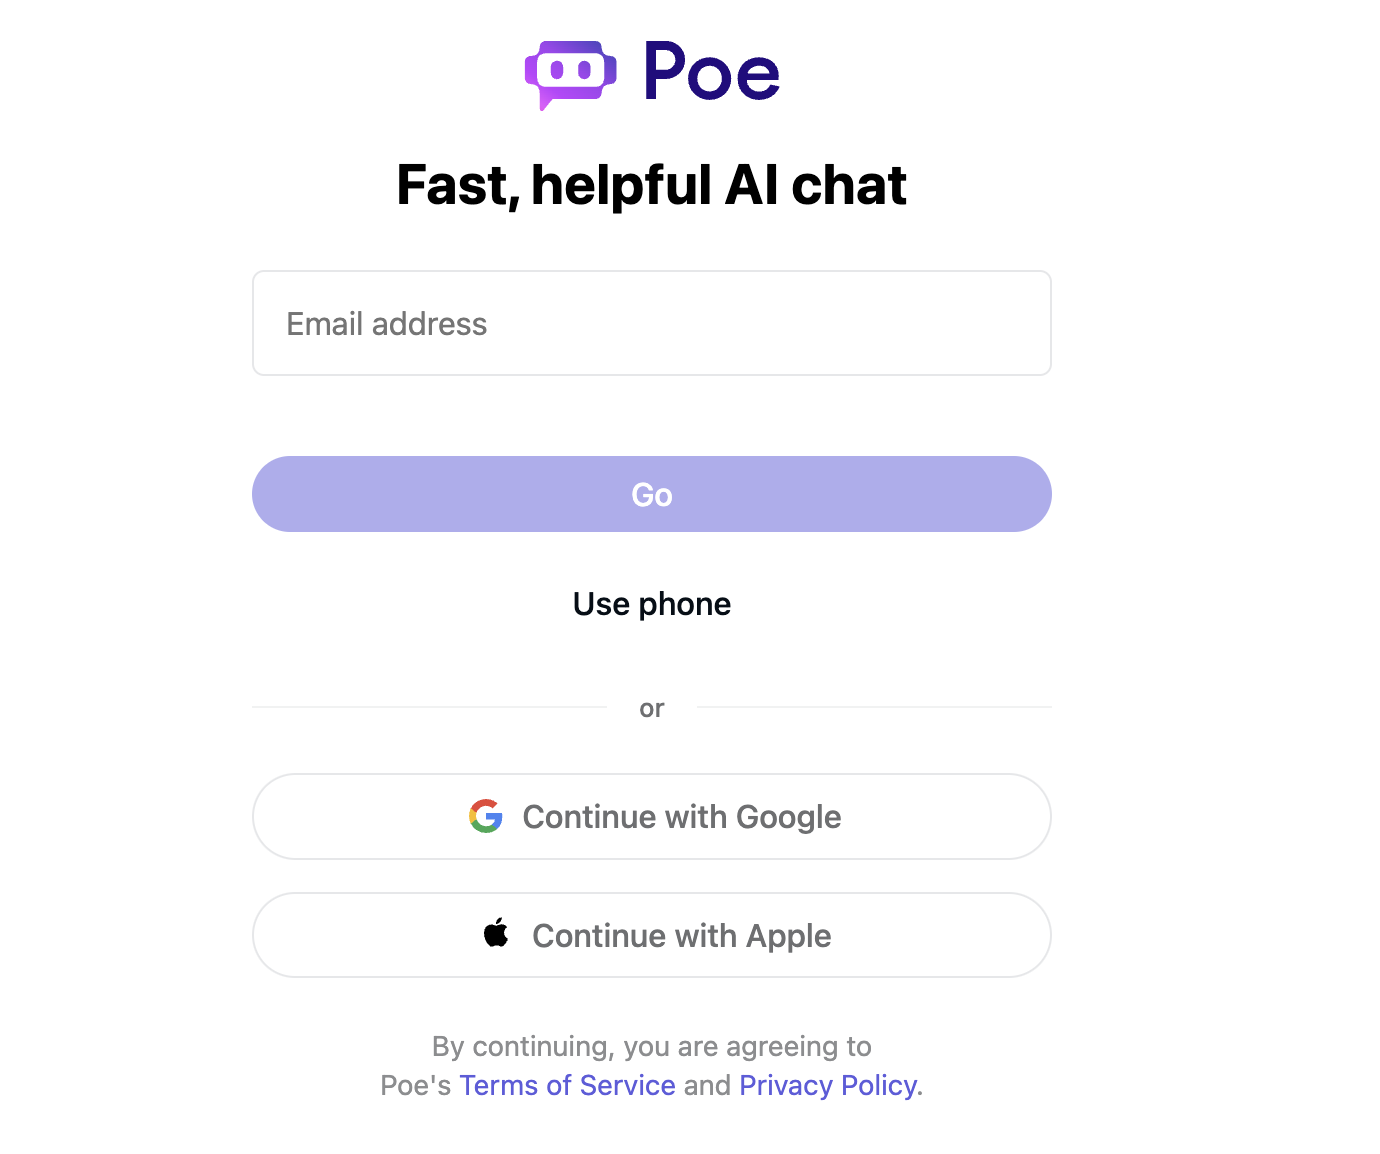 Poe
Fast, helpful AI chat
Email address
Go
Use phone
or
Continue with Google
Continue with Apple
By continuing, you are agreeing to
Poe's Terms of Service and Privacy Policy.